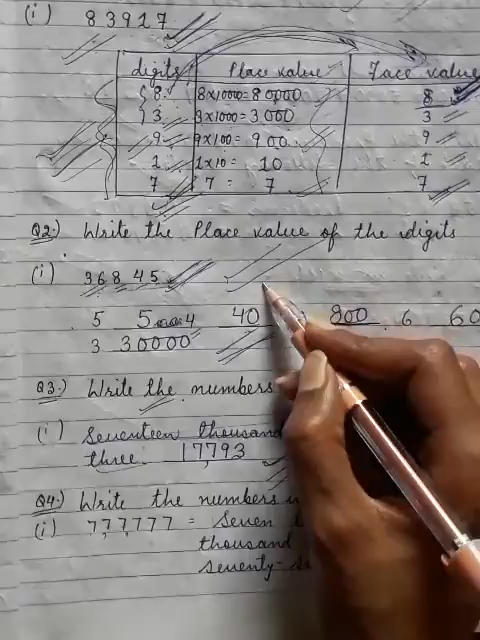 (i) 83917
digits Place value Face value
8 8x1000= 80000 8
3 3x1000= 3000 3
9 9x100= 900 9
1 1x10= 10 1
7 7 = 7 7
Q2.) Write the Place value of the digits
(i) 36845
5 5 4 40 800 6 60
3 30000
Q3.) Write the numbers
(i) Seventeen thousand
three. 17793
Q4.) Write the numbers
(i) 777777 = Seven
thousand
seventy-